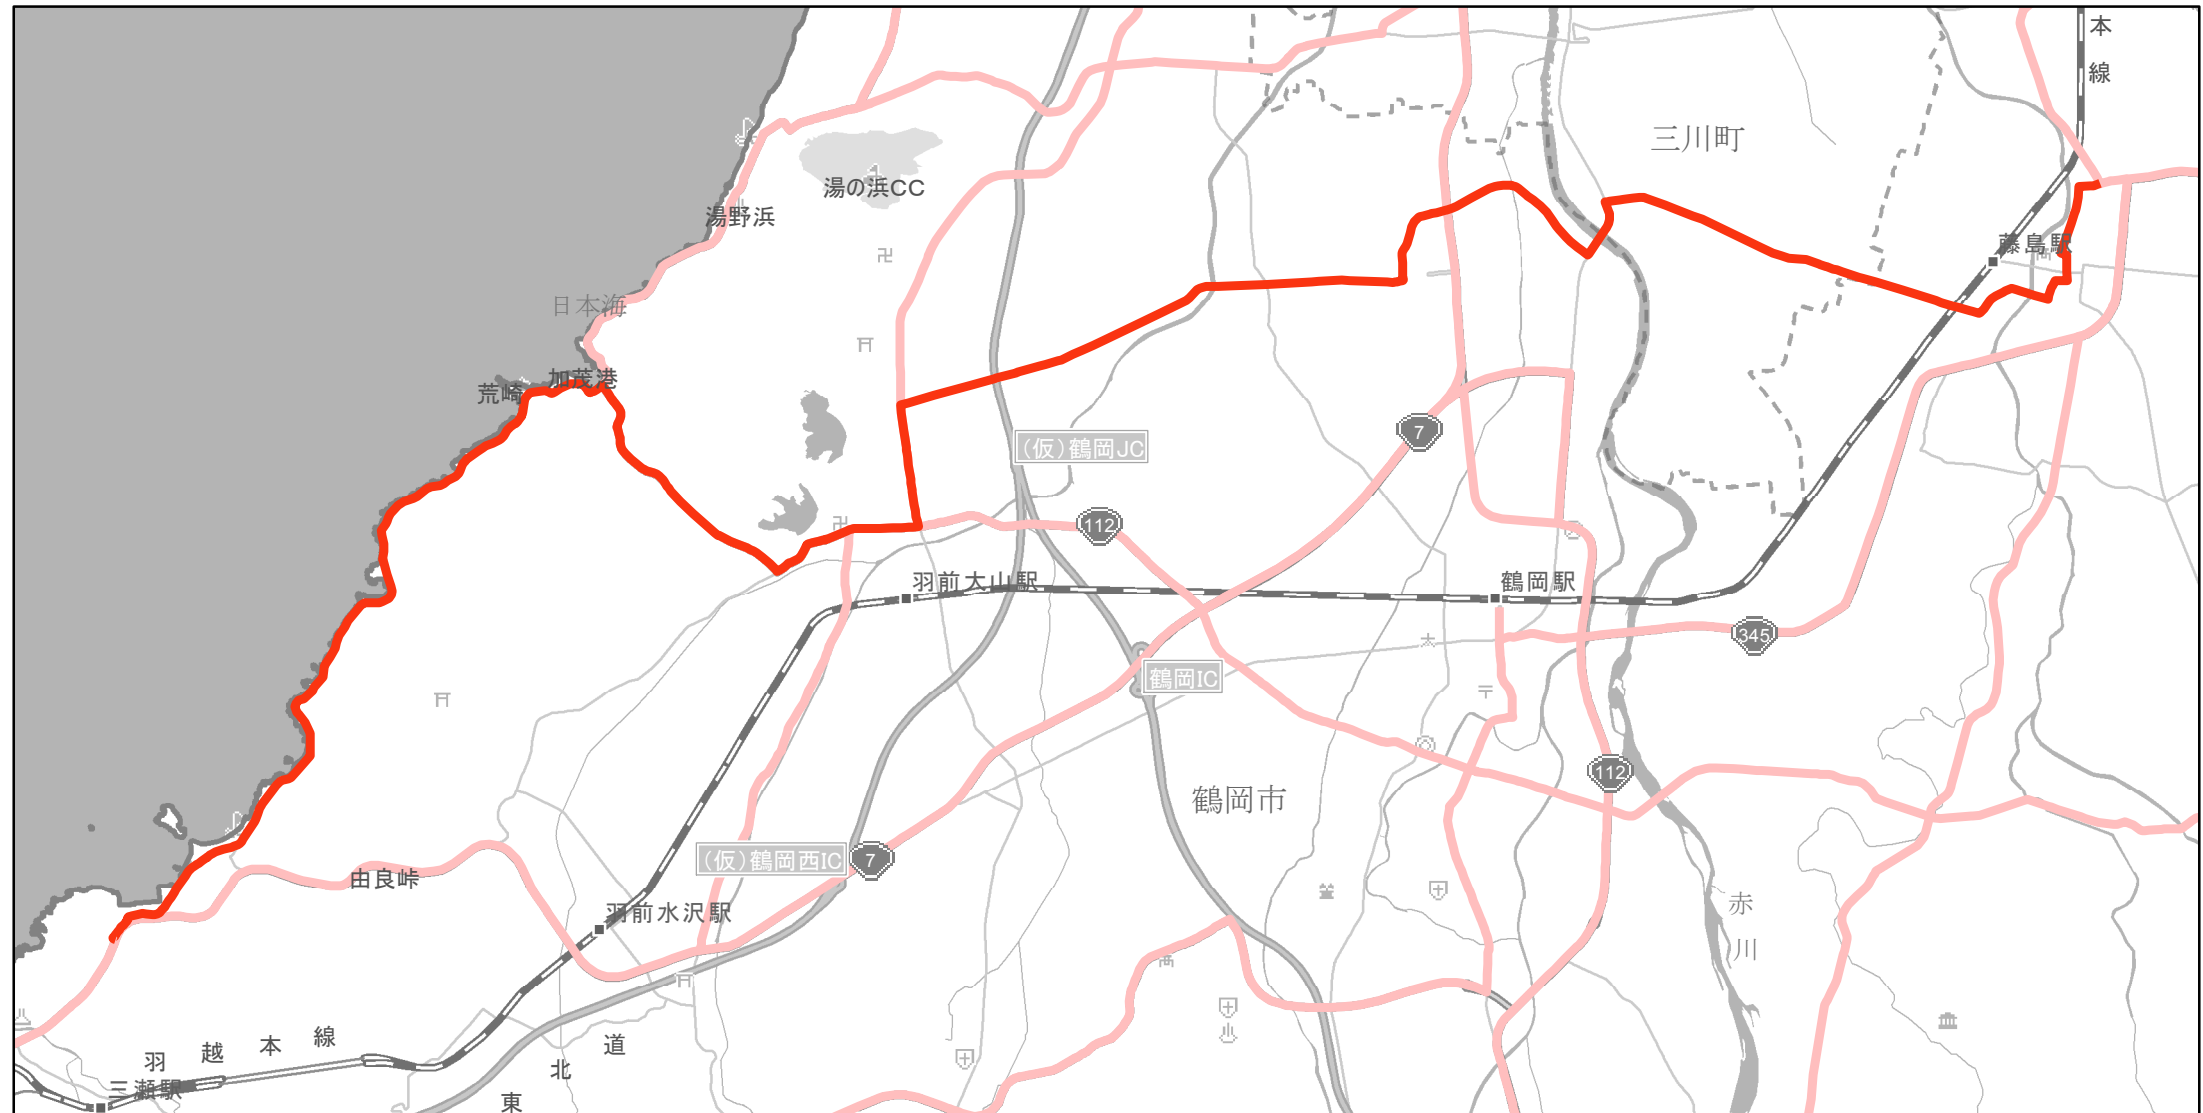 本
線
三川町
湯の浜CC
湯野浜
藤島駅
日本海
加茂港
荒崎
7
(仮)鶴岡JC
112
羽前大山駅
鶴岡駅
345
鶴岡IC
112
鶴岡市
(仮)鶴岡西IC
7
由良峠
羽前水沢駅
赤
川
羽越本線
三瀬駅
道
北
東